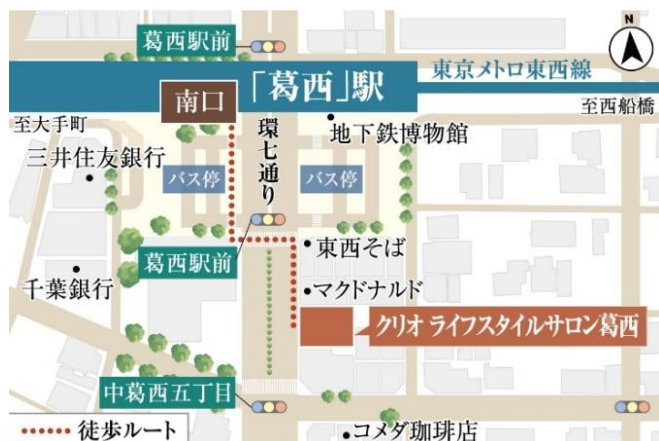 葛西駅前
N
「葛西」駅
東京メトロ東西線
南口
至大手町
至西船橋
地下鉄博物館
三井住友銀行
環七通り
バス停
バス停
葛西駅前
東西そば
千葉銀行
マクドナルド
クリオ ライフスタイルサロン葛西
中葛西五丁目
徒歩ルート
コメダ珈琲店